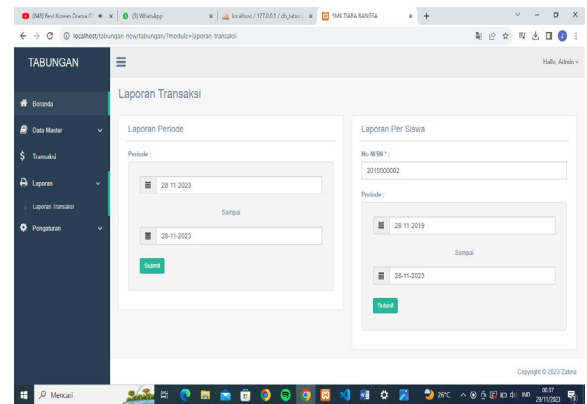 (848) Best Korean Drama O
(1) WhatsApp
localhost / 127.0.0.1 / db_tabung
SMK TIARA BANGSA
localhost/tabungan-new/tabungan/?module=laporan-transaksi
TABUNGAN
Hallo, Admin
Beranda
Data Master
Transaksi
Laporan
Laporan Transaksi
Pengaturan
Laporan Transaksi
Laporan Periode
Periode :
28-11-2023
Sampai
28-11-2023
Submit
Laporan Per Siswa
No NISN * :
2010000002
Periode :
28-11-2019
Sampai
28-11-2023
Submit
Copyright © 2023 Zabna
Mencari
26°C
IND
00.37
29/11/2023